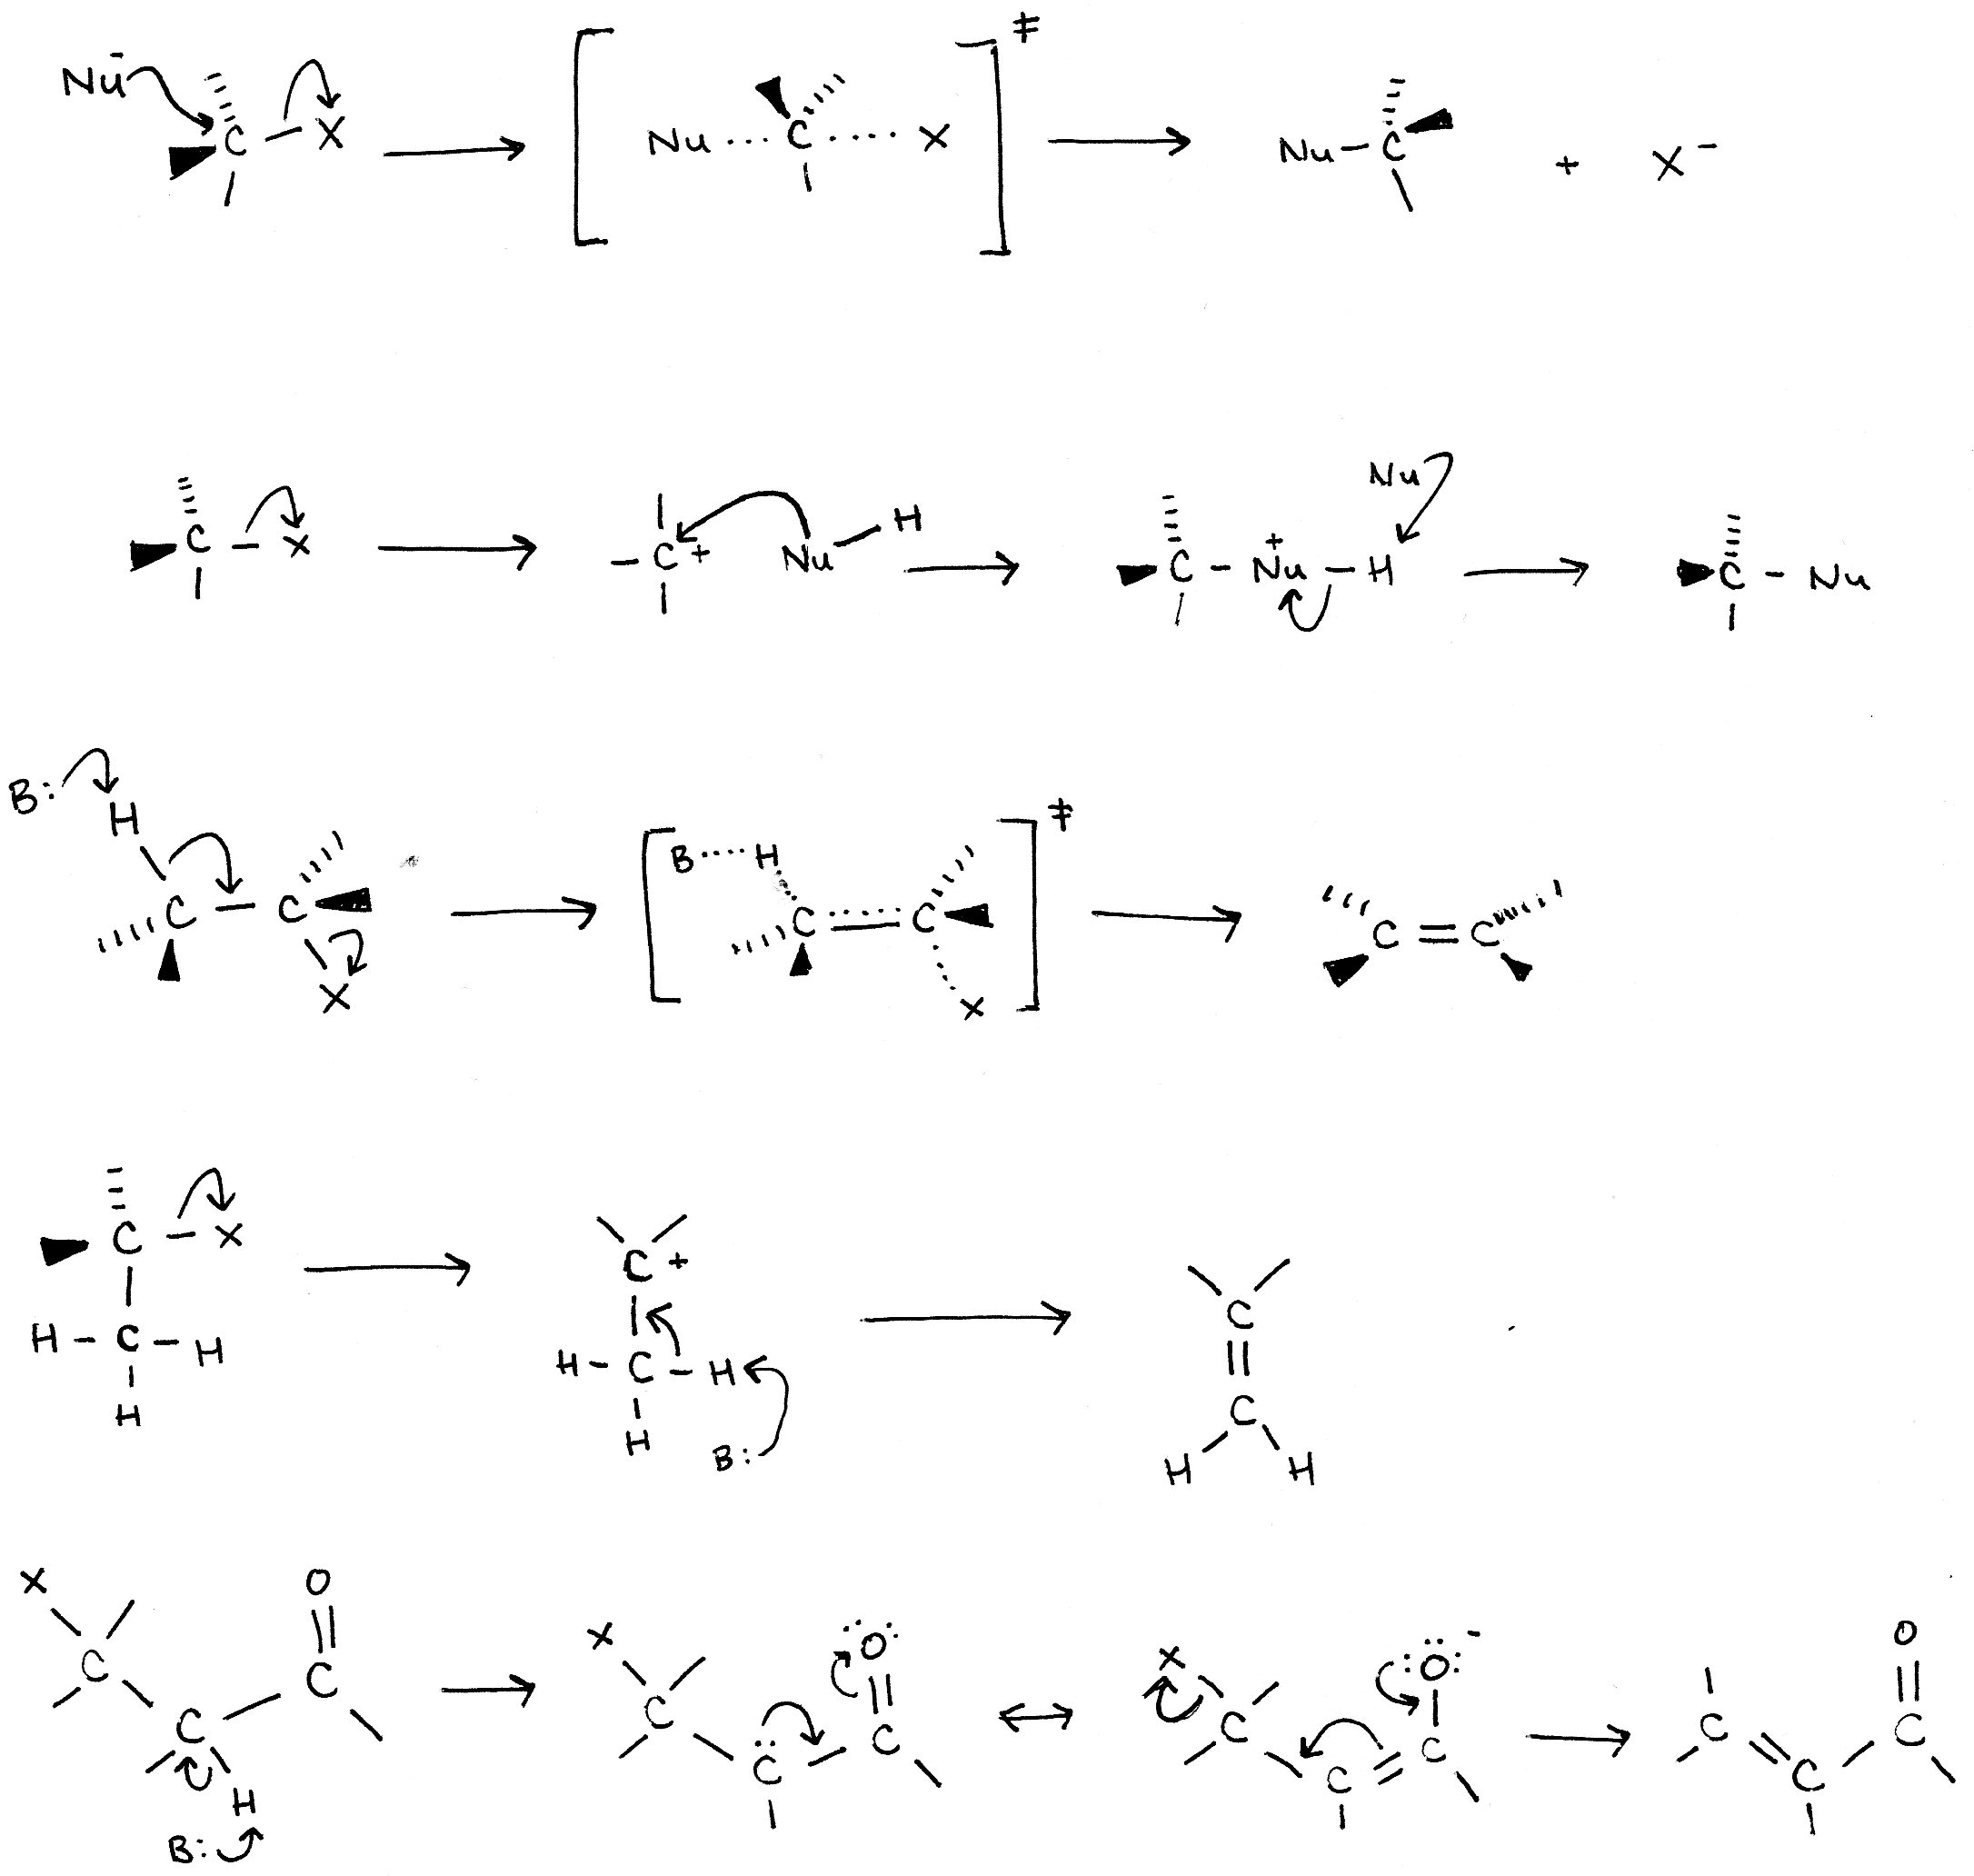 Nu:⁻ C – X → [Nu ··· C ···· X]‡ → Nu – C + X⁻
C – X → C+ Nu – H → C – Nu⁺ – H Nu → C – Nu
B: H C – C X → [B ···· H C = C X]‡ → C = C
C – X H – C – H H → C+ H – C – H H B: → C = C H H
X C C H B: C = O → X C C̈ C = Ö: ↔ X C C = C – Ö:⁻ → C = C – C = O